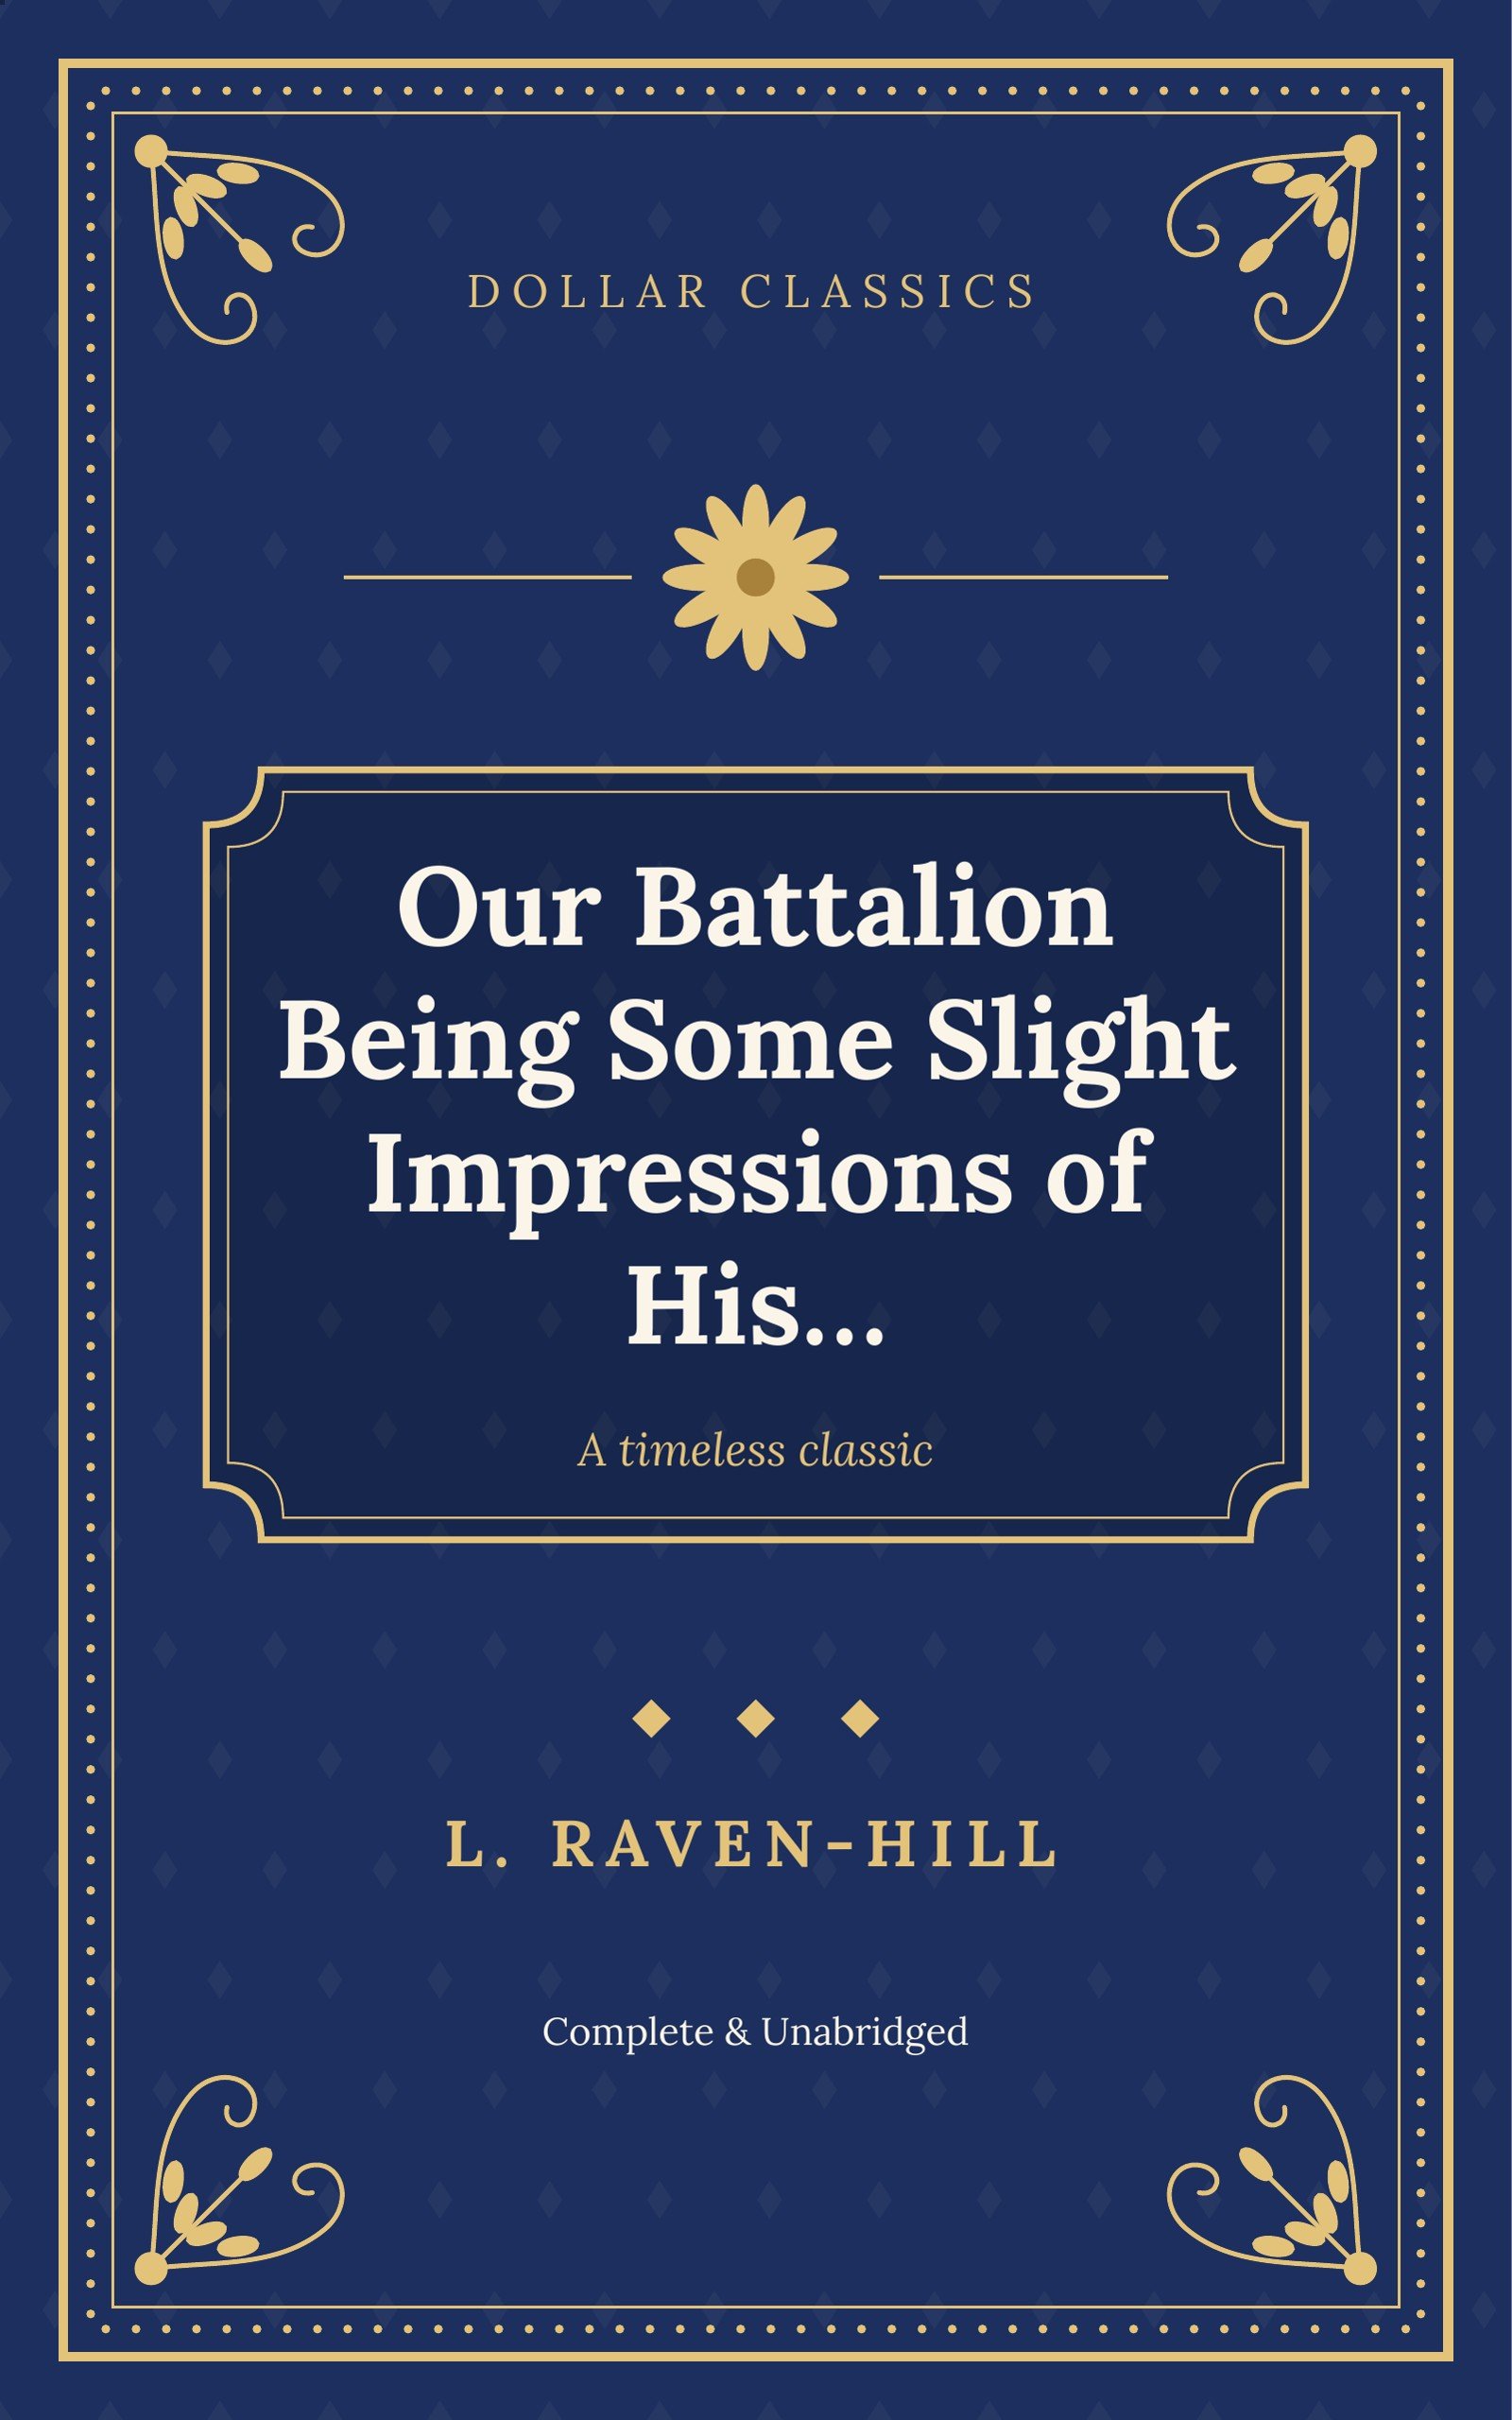 DOLLAR CLASSICS
Our Battalion
Being Some Slight
Impressions of
His...
A timeless classic
L. RAVEN-HILL
Complete & Unabridged